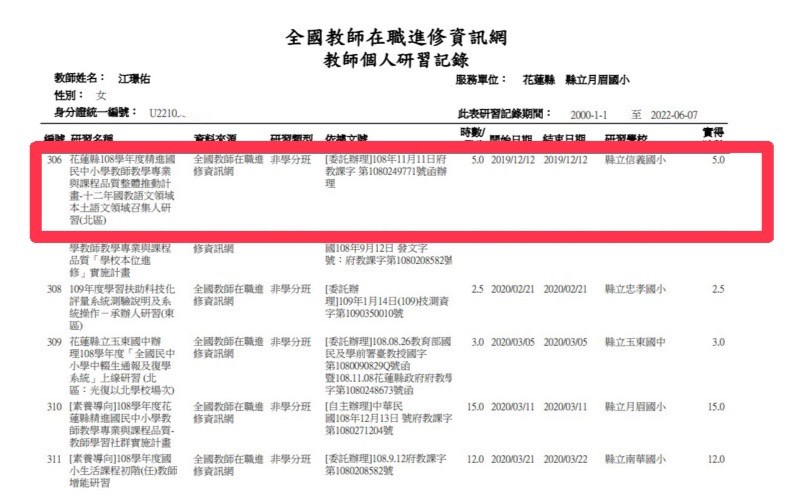 全國教師在職進修資訊網
教師個人研習記錄
教師姓名： 江璟佑 服務單位： 花蓮縣 縣立月眉國小
性別： 女
身分證統一編號： U2210 此表研習記錄期間： 2000-1-1 至 2022-06-07
編號 研習名稱 資料來源 研習類型 依據文號 時數/ 開始日期 結束日期 研習學校 實得
306 花蓮縣108學年度精進國 全國教師在職進 非學分班 [委託辦理]108年11月11日府 5.0 2019/12/12 2019/12/12 縣立信義國小 5.0
民中小學教師教學專業 修資訊網 教課字 第1080249771號函辦
與課程品質整體推動計 理
畫-十二年國教語文領域
本土語文領域召集人研
習(北區)
學教師教學專業與課程 修資訊網 國108年9月12日 發文字
品質「學校本位進 號：府教課字第1080208582號
修」實施計畫
308 109年度學習扶助科技化 全國教師在職進 非學分班 [委託辦 2.5 2020/02/21 2020/02/21 縣立忠孝國小 2.5
評量系統測驗說明及系 修資訊網 理]109年1月14日(109)技測資
統操作－承辦人研習(東 字第1090350010號
區)
309 花蓮縣立玉東國中辦 全國教師在職進 非學分班 [委託辦理]108.08.26教育部國 3.0 2020/03/05 2020/03/05 縣立玉東國中 3.0
理108學年度「全國民中 修資訊網 民及學前署臺教授國字
小學中輟生通報及復學 第1080090829Q號函
系統」上線研習 (北 暨108.11.08花蓮縣政府府教學
區：光復以北學校場次) 字第1080248673號函
310 [素養導向]108學年度花 全國教師在職進 非學分班 [自主辦理]中華民 15.0 2020/03/11 2020/03/11 縣立月眉國小 15.0
蓮縣精進國民中小學教 修資訊網 國108年12月13日 號府教課字
師教學專業與課程品質- 第1080271204號
教師學習社群實施計畫
311 [素養導向]108學年度國 全國教師在職進 非學分班 [委託辦理]108.9.12府教課字 12.0 2020/03/21 2020/03/22 縣立南華國小 12.0
小生活課程初階(任)教師 修資訊網 第1080208582號
增能研習